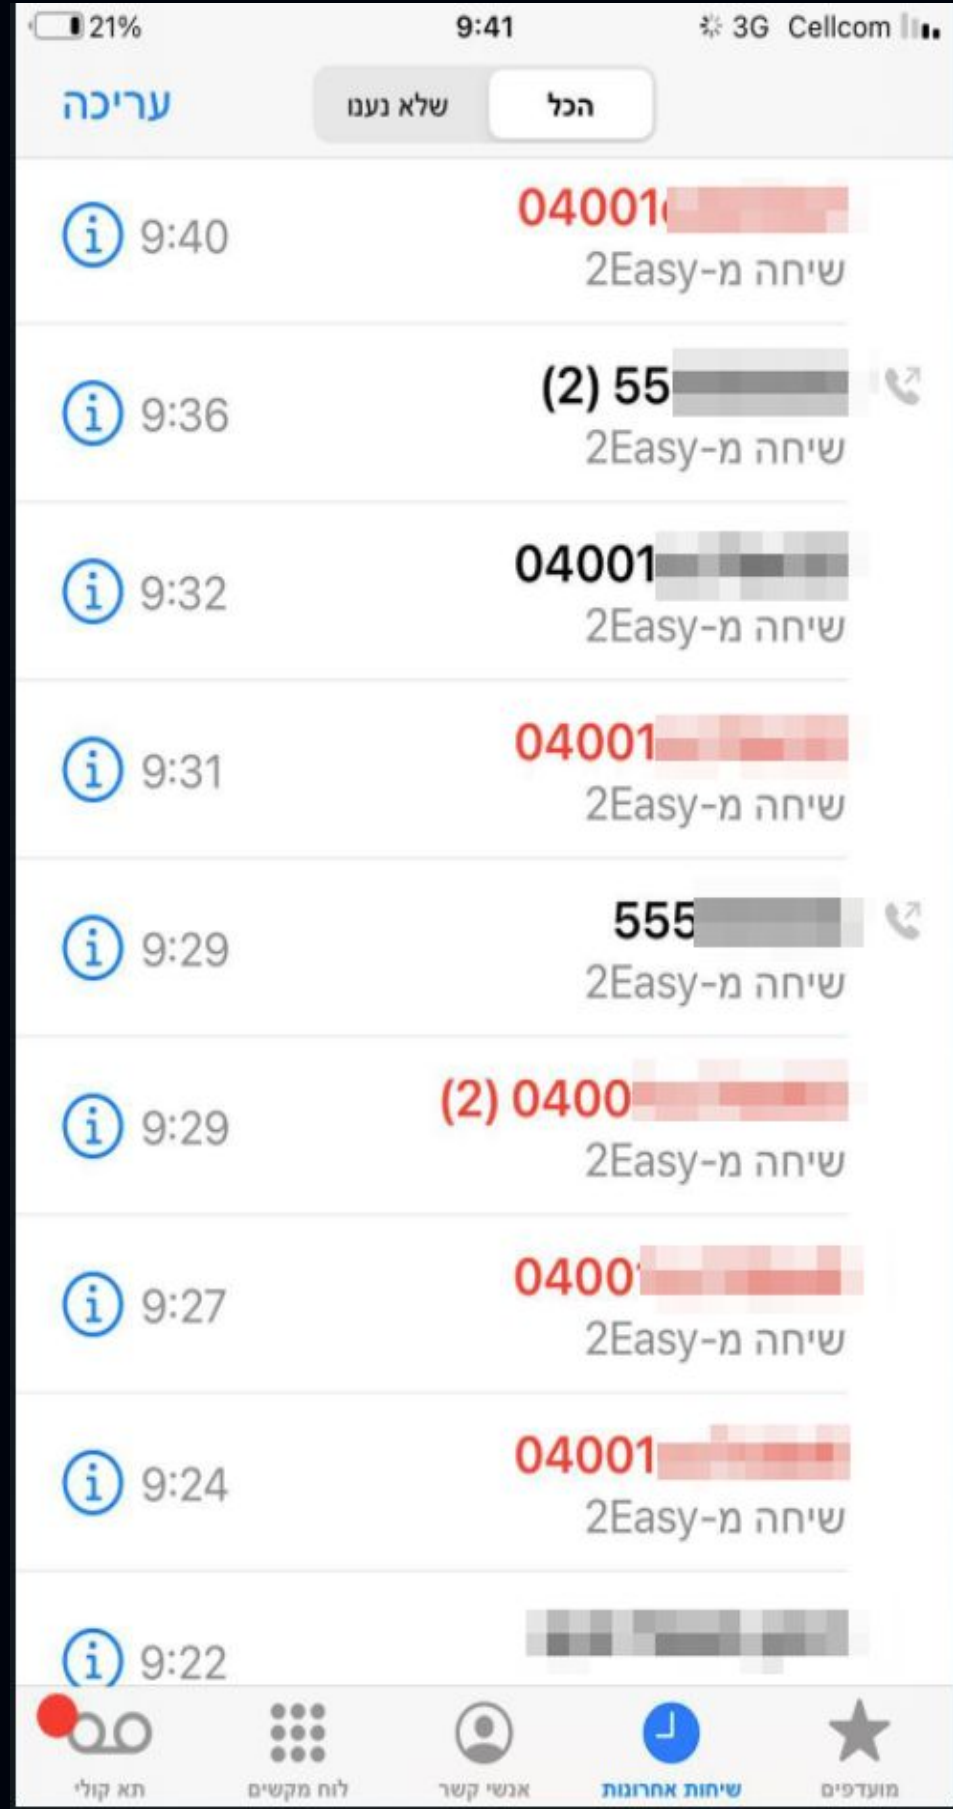 21%
9:41
3G Cellcom
עריכה
הכל
שלא נענו
04001
9:40
שיחה מ-2Easy
(2) 55
9:36
שיחה מ-2Easy
04001
9:32
שיחה מ-2Easy
04001
9:31
שיחה מ-2Easy
555
9:29
שיחה מ-2Easy
(2) 0400
9:29
שיחה מ-2Easy
0400
9:27
שיחה מ-2Easy
04001
9:24
שיחה מ-2Easy
9:22
מועדפים
שיחות אחרונות
אנשי קשר
לוח מקשים
תא קולי